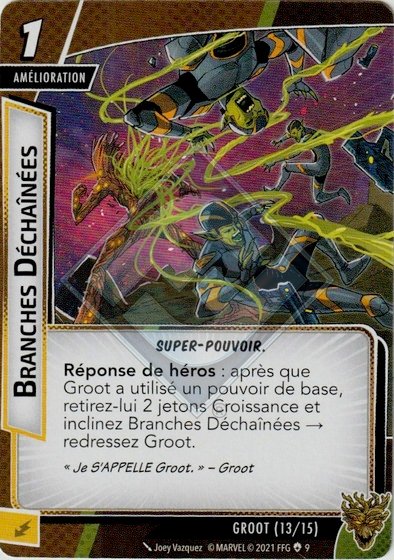 1
AMÉLIORATION
BRANCHES DÉCHAÎNÉES
SUPER-POUVOIR.
Réponse de héros : après que
Groot a utilisé un pouvoir de base,
retirez-lui 2 jetons Croissance et
inclinez Branches Déchaînées →
redressez Groot.
« Je S'APPELLE Groot. » – Groot
GROOT (13/15)
Joey Vazquez © MARVEL © 2021 FFG 9